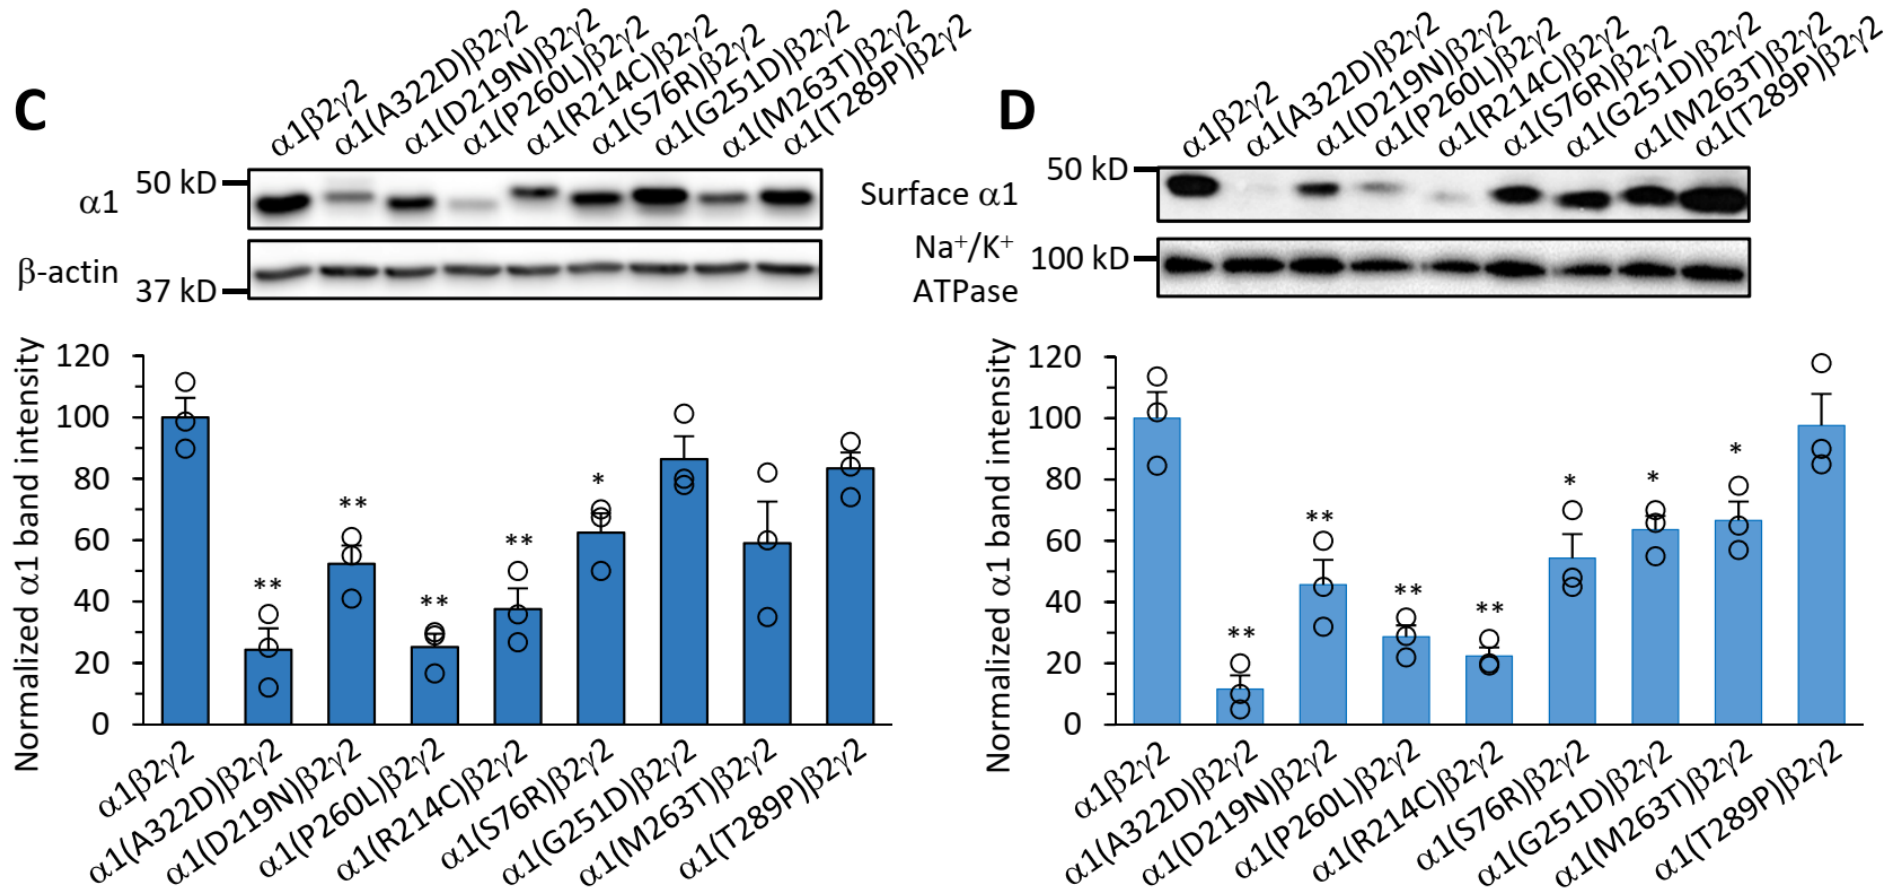 C
α1β2γ2
α1(A322D)β2γ2
α1(D219N)β2γ2
α1(P260L)β2γ2
α1(R214C)β2γ2
α1(S76R)β2γ2
α1(G251D)β2γ2
α1(M263T)β2γ2
α1(T289P)β2γ2
50 kD
α1
β-actin
37 kD
Normalized α1 band intensity
120
100
80
60
40
20
0
**
**
**
**
*
α1β2γ2
α1(A322D)β2γ2
α1(D219N)β2γ2
α1(P260L)β2γ2
α1(R214C)β2γ2
α1(S76R)β2γ2
α1(G251D)β2γ2
α1(M263T)β2γ2
α1(T289P)β2γ2
D
α1β2γ2
α1(A322D)β2γ2
α1(D219N)β2γ2
α1(P260L)β2γ2
α1(R214C)β2γ2
α1(S76R)β2γ2
α1(G251D)β2γ2
α1(M263T)β2γ2
α1(T289P)β2γ2
50 kD
Surface α1
Na⁺/K⁺
ATPase
100 kD
Normalized α1 band intensity
120
100
80
60
40
20
0
**
**
**
**
*
*
*
α1β2γ2
α1(A322D)β2γ2
α1(D219N)β2γ2
α1(P260L)β2γ2
α1(R214C)β2γ2
α1(S76R)β2γ2
α1(G251D)β2γ2
α1(M263T)β2γ2
α1(T289P)β2γ2